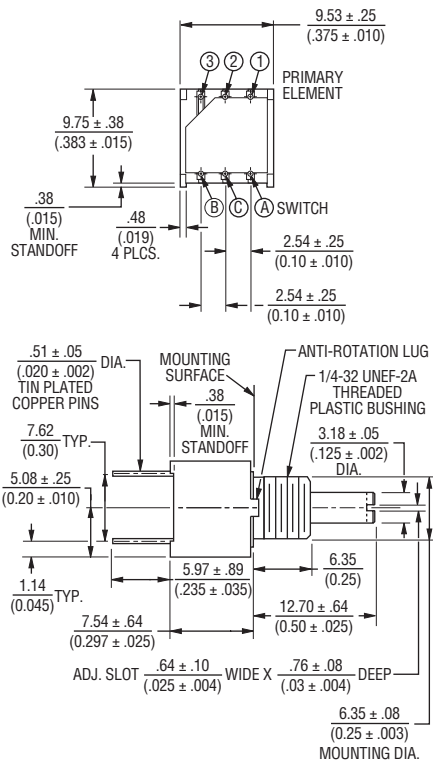 9.53 ± .25
(.375 ± .010)
3
2
1
PRIMARY
ELEMENT
9.75 ± .38
(.383 ± .015)
B
C
A
SWITCH
.38
(.015)
MIN.
STANDOFF
.48
(.019)
4 PLCS.
2.54 ± .25
(0.10 ± .010)
2.54 ± .25
(0.10 ± .010)
.51 ± .05
(.020 ± .002)
DIA.
TIN PLATED
COPPER PINS
MOUNTING
SURFACE
ANTI-ROTATION LUG
1/4-32 UNEF-2A
THREADED
PLASTIC BUSHING
.38
(.015)
MIN.
STANDOFF
7.62
(0.30)
TYP.
3.18 ± .05
(.125 ± .002)
DIA.
5.08 ± .25
(0.20 ± .010)
1.14
(0.045)
TYP.
5.97 ± .89
(.235 ± .035)
6.35
(0.25)
7.54 ± .64
(0.297 ± .025)
12.70 ± .64
(0.50 ± .025)
ADJ. SLOT .64 ± .10 WIDE X .76 ± .08 DEEP
(.025 ± .004) (.03 ± .004)
6.35 ± .08
(0.25 ± .003)
MOUNTING DIA.